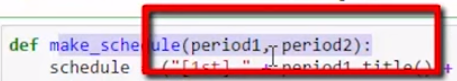 def make_schedule(period1, period2):
schedule ("[1st] " + period1.title() +